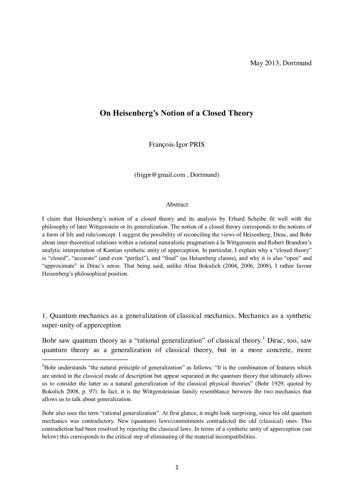 May 2013, Dortmund
On Heisenberg's Notion of a Closed Theory
François-Igor PRIS
(frigpr@gmail.com , Dortmund)
Abstract
I claim that Heisenberg's notion of a closed theory and its analysis by Erhard Scheibe fit well with the
philosophy of later Wittgenstein or its generalization. The notion of a closed theory corresponds to the notions of
a form of life and rule/concept. I suggest the possibility of reconciling the views of Heisenberg, Dirac, and Bohr
about inter-theoretical relations within a rational naturalistic pragmatism à la Wittgenstein and Robert Brandom's
analytic interpretation of Kantian synthetic unity of apperception. In particular, I explain why a "closed theory"
is "closed", "accurate" (and even "perfect"), and "final" (as Heisenberg claims), and why it is also "open" and
"approximate" in Dirac's sense. That being said, unlike Alisa Bokulich (2004, 2006, 2008), I rather favour
Heisenberg's philosophical position.
1. Quantum mechanics as a generalization of classical mechanics. Mechanics as a synthetic
super-unity of apperception
Bohr saw quantum theory as a "rational generalization" of classical theory.1 Dirac, too, saw
quantum theory as a generalization of classical theory, but in a more concrete, more
1Bohr understands "the natural principle of generalization" as follows: "It is the combination of features which
are united in the classical mode of description but appear separated in the quantum theory that ultimately allows
us to consider the latter as a natural generalization of the classical physical theories" (Bohr 1929; quoted by
Bokulich 2008, p. 97). In fact, it is the Wittgensteinian family resemblance between the two mechanics that
allows us to talk about generalization.
Bohr also uses the term "rational generalization". At first glance, it might look surprising, since his old quantum
mechanics was contradictory. New (quantum) laws/commitments contradicted the old (classical) ones. This
contradiction had been resolved by rejecting the classical laws. In terms of a synthetic unity of apperception (see
below) this corresponds to the critical step of eliminating of the material incompatibilities.
1